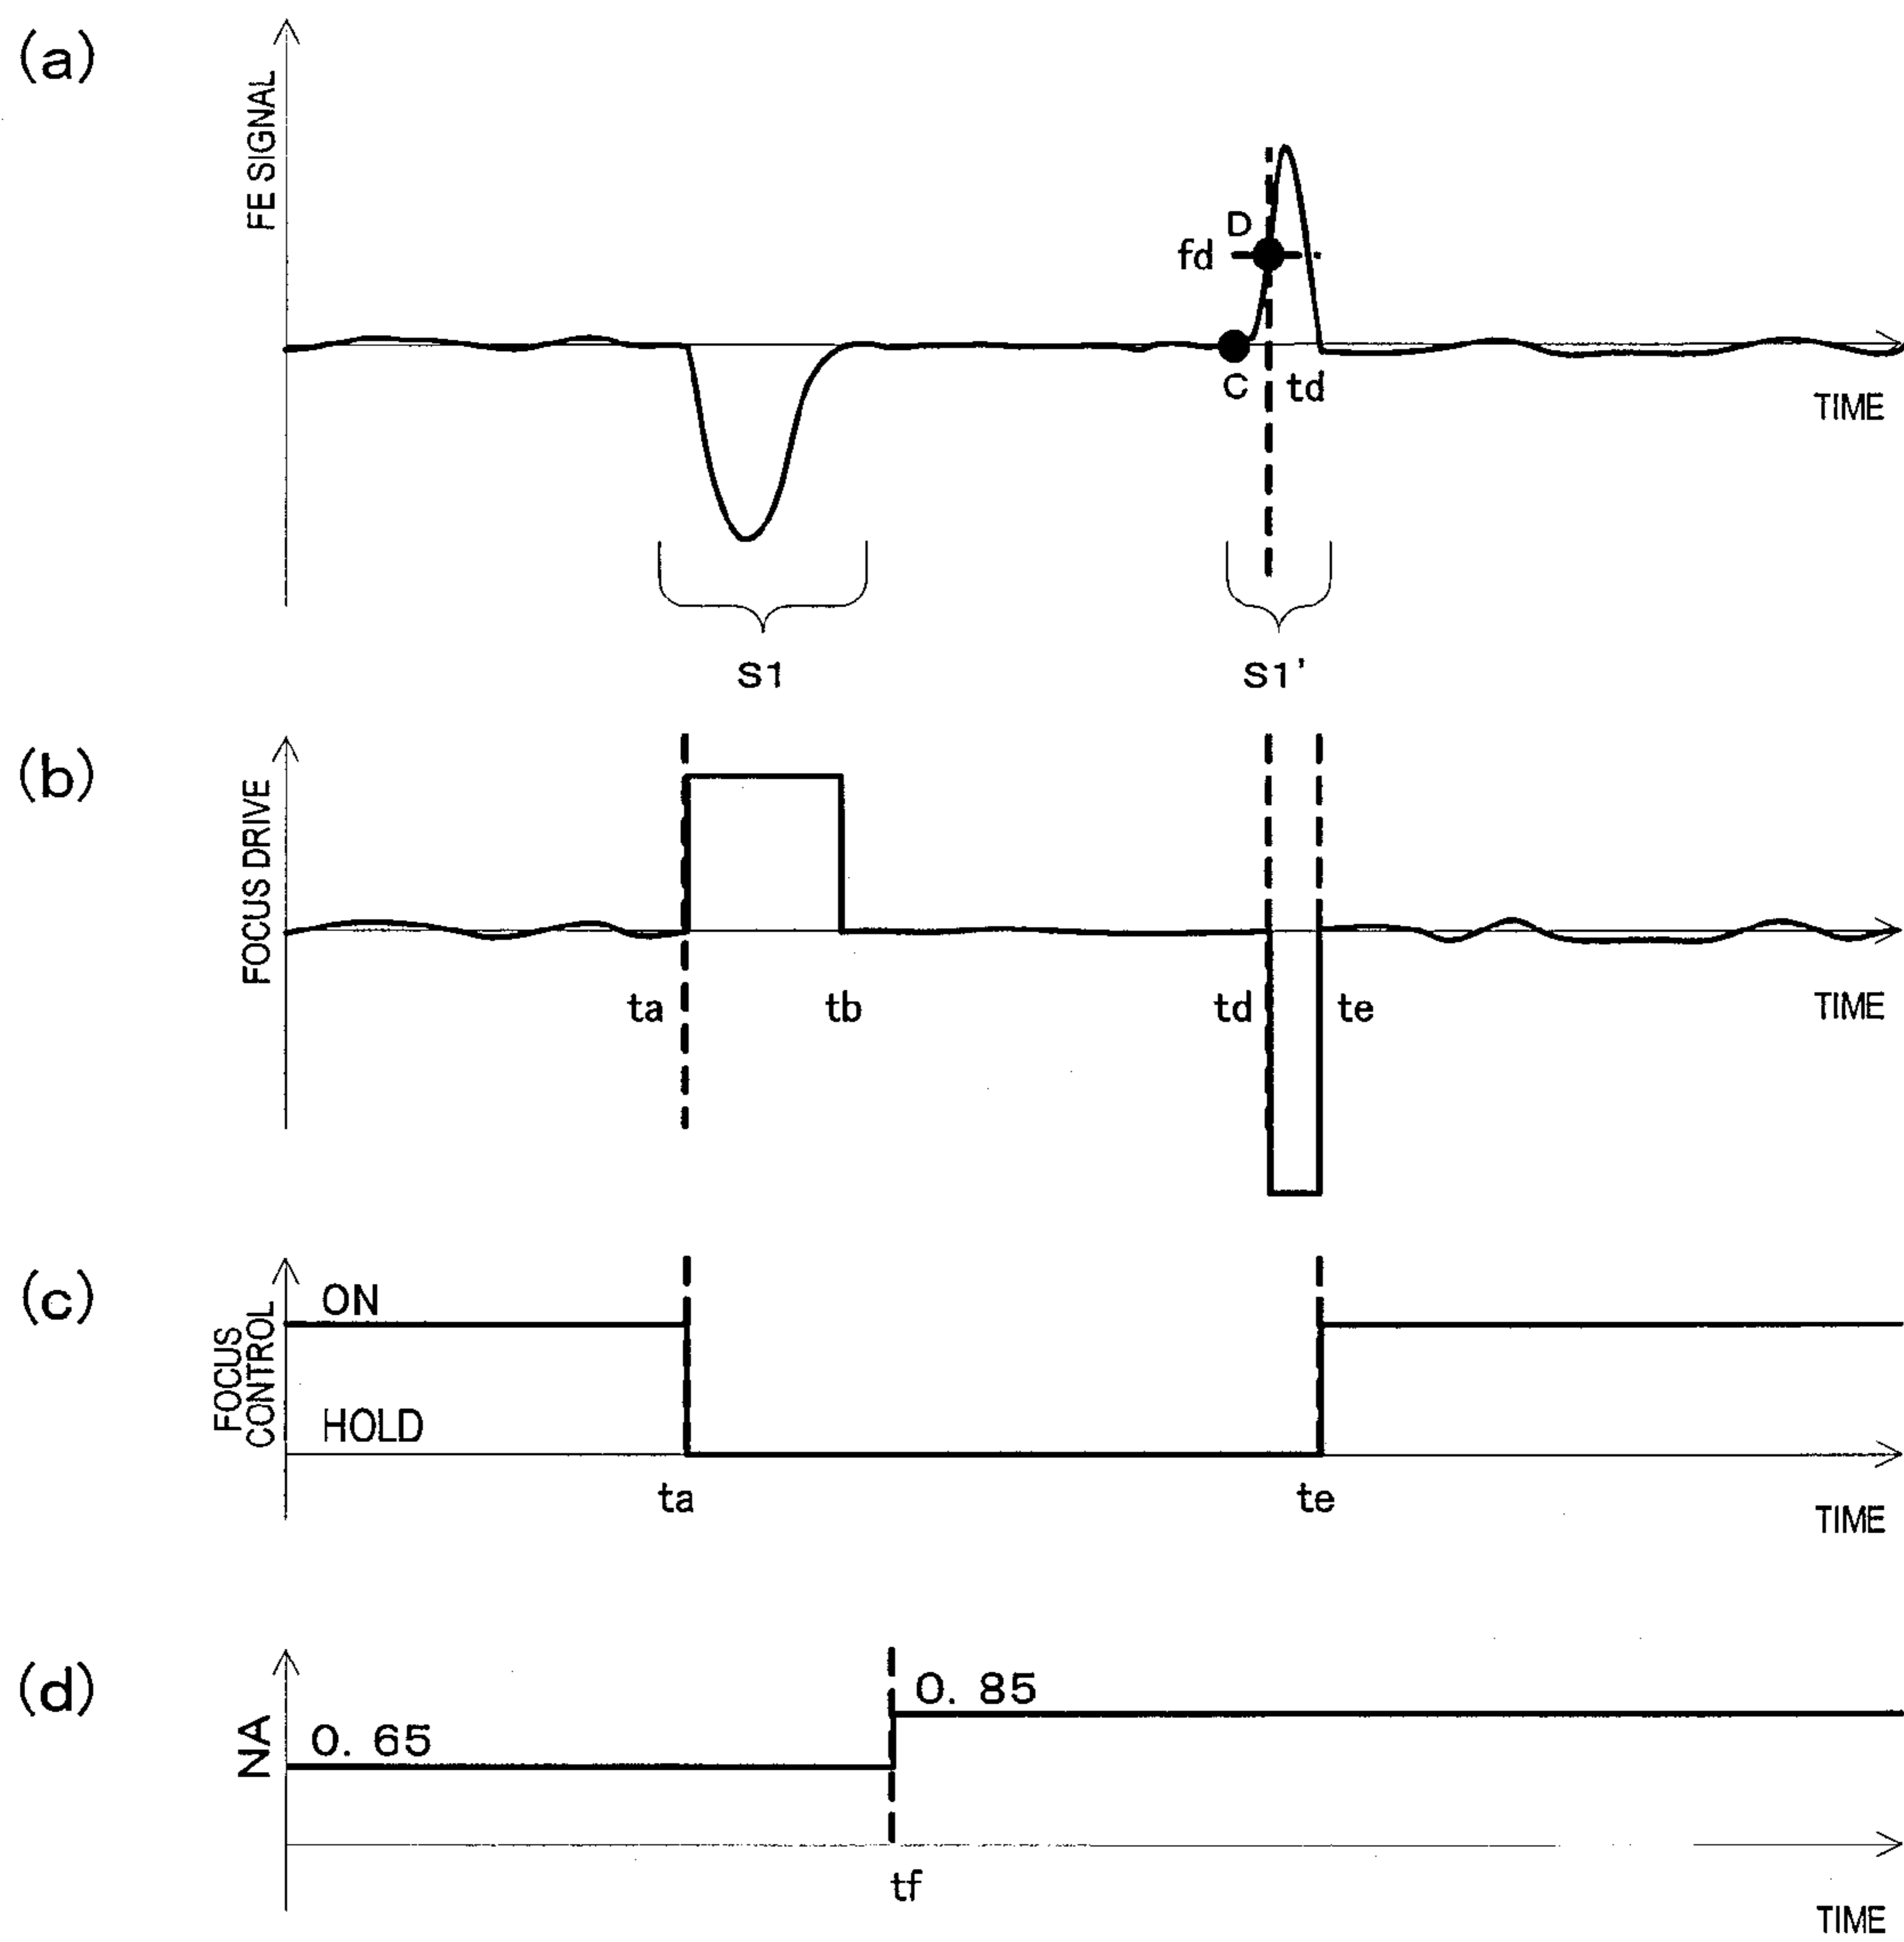 (a)
FE SIGNAL
D
fd
C
td
TIME
S1
S1'
(b)
FOCUS DRIVE
ta
tb
td
te
TIME
(c)
FOCUS
CONTROL
ON
HOLD
ta
te
TIME
(d)
NA
0. 65
0. 85
tf
TIME